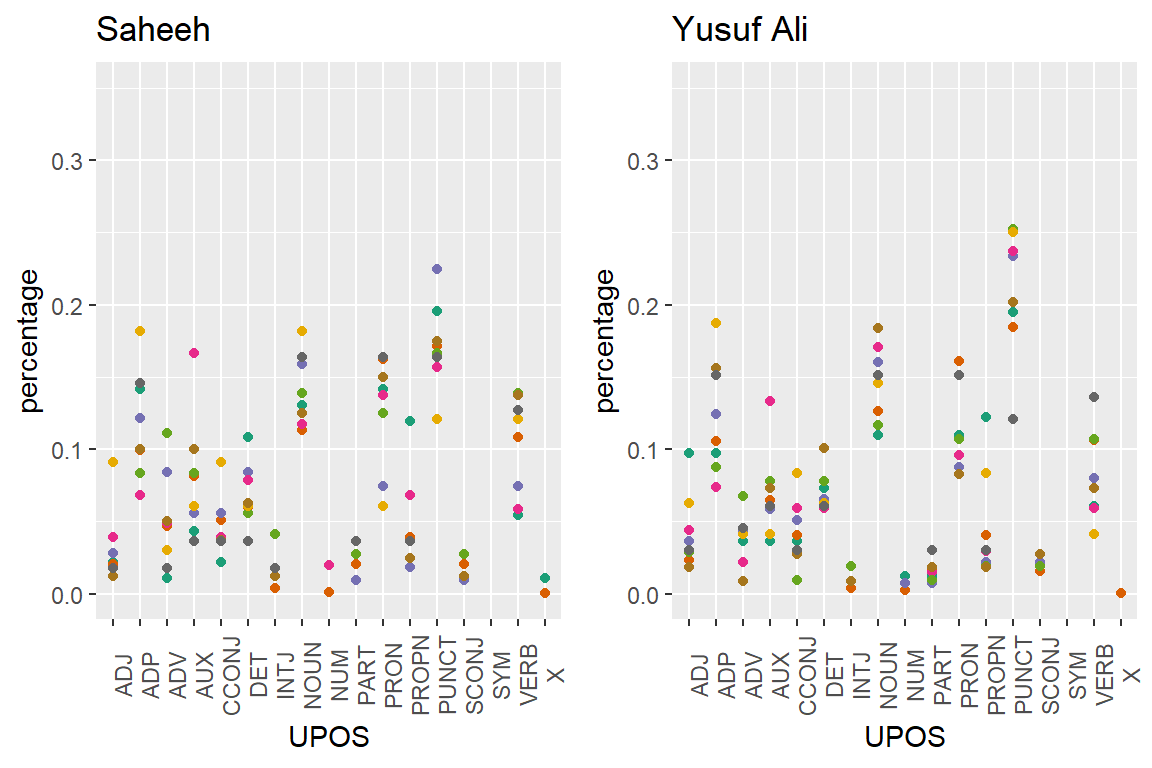 Saheeh
percentage
0.3
0.2
0.1
0.0
ADJ
ADP
ADV
AUX
CCONJ
DET
INTJ
NOUN
NUM
PART
PRON
PROPN
PUNCT
SCONJ
SYM
VERB
X
UPOS
Yusuf Ali
percentage
0.3
0.2
0.1
0.0
ADJ
ADP
ADV
AUX
CCONJ
DET
INTJ
NOUN
NUM
PART
PRON
PROPN
PUNCT
SCONJ
SYM
VERB
X
UPOS